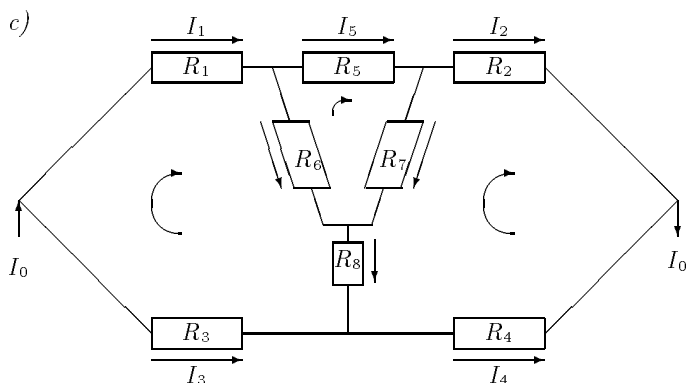 c)
I₁ I₅ I₂
R₁ R₅ R₂
R₆ R₇
R₈
I₀ I₀
R₃ R₄
I₃ I₄